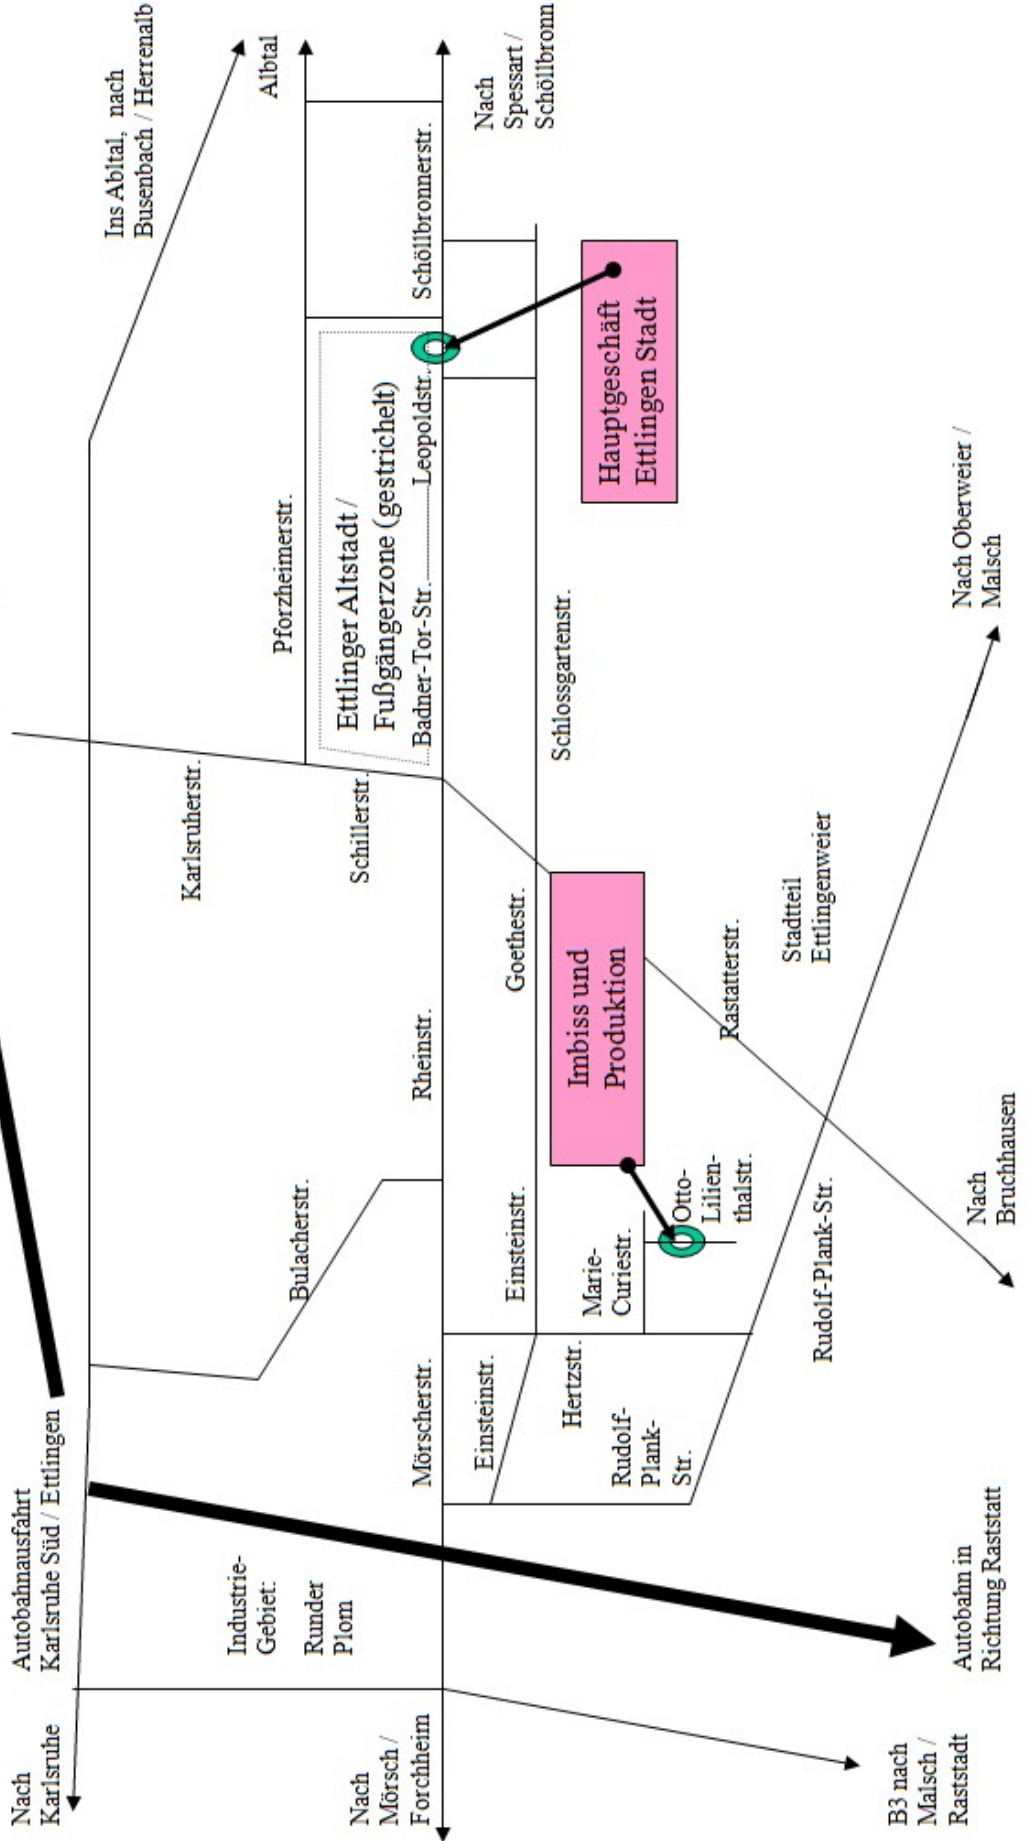 Nach
Karlsruhe
Autobahnausfahrt
Karlsruhe Süd / Ettlingen
Ins Abltal, nach
Busenbach / Herrenalb
Albtal
Karlsruherstr.
Pforzheimerstr.
Industrie-
Gebiet:
Runder
Plom
Bulacherstr.
Schillerstr.
Ettlinger Altstadt /
Fußgängerzone (gestrichelt)
Nach
Mörsch /
Forchheim
Mörscherstr.
Rheinstr.
Badner-Tor-Str.
Leopoldstr.
Schöllbronnerstr.
Nach
Spessart /
Schöllbronn
Einsteinstr.
Einsteinstr.
Goethestr.
Schlossgartenstr.
Hertzstr.
Marie-
Curiestr.
Imbiss und
Produktion
Hauptgeschäft
Ettlingen Stadt
Rudolf-
Plank-
Str.
Otto-
Lilien-
thalstr.
Rastatterstr.
Stadtteil
Ettlingenweier
Rudolf-Plank-Str.
B3 nach
Malsch /
Raststadt
Autobahn in
Richtung Raststatt
Nach
Bruchhausen
Nach Oberweier /
Malsch